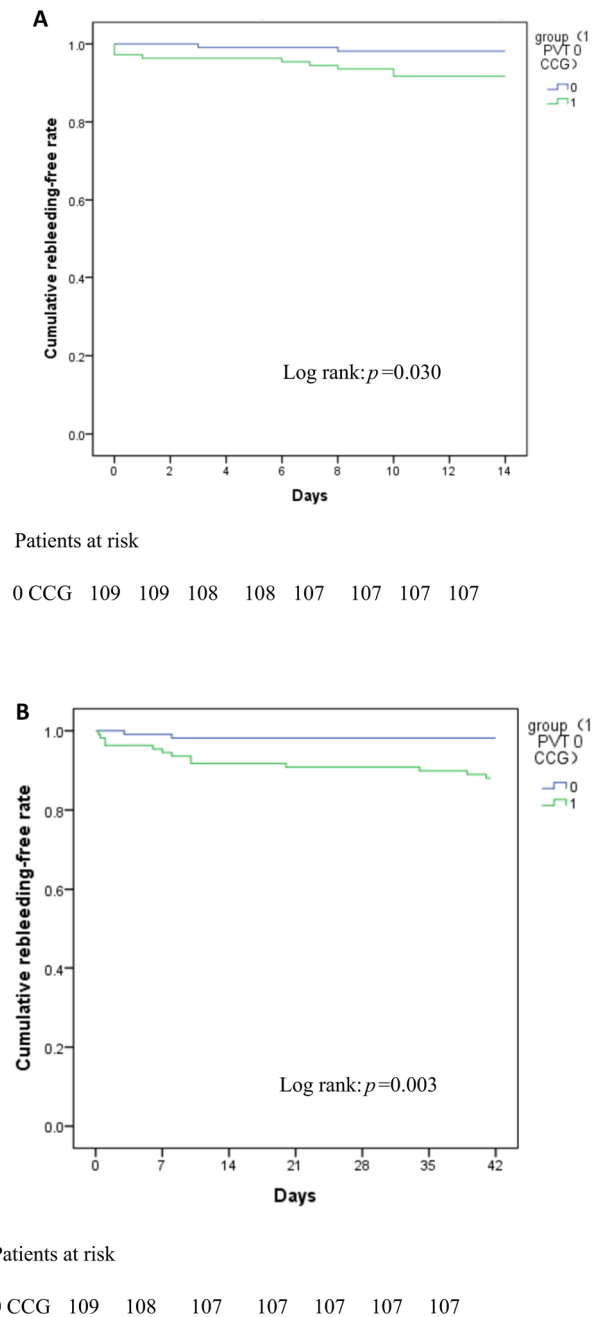 A
Cumulative rebleeding-free rate
1.0
0.8
0.6
0.4
0.2
0.0
Log rank: p=0.030
0 2 4 6 8 10 12 14
Days
group (1
PVT 0
CCG)
0
1
Patients at risk
0 CCG 109 109 108 108 107 107 107 107
B
Cumulative rebleeding-free rate
1.0
0.8
0.6
0.4
0.2
0.0
Log rank: p=0.003
0 7 14 21 28 35 42
Days
group (1
PVT 0
CCG)
0
1
Patients at risk
0 CCG 109 108 107 107 107 107 107